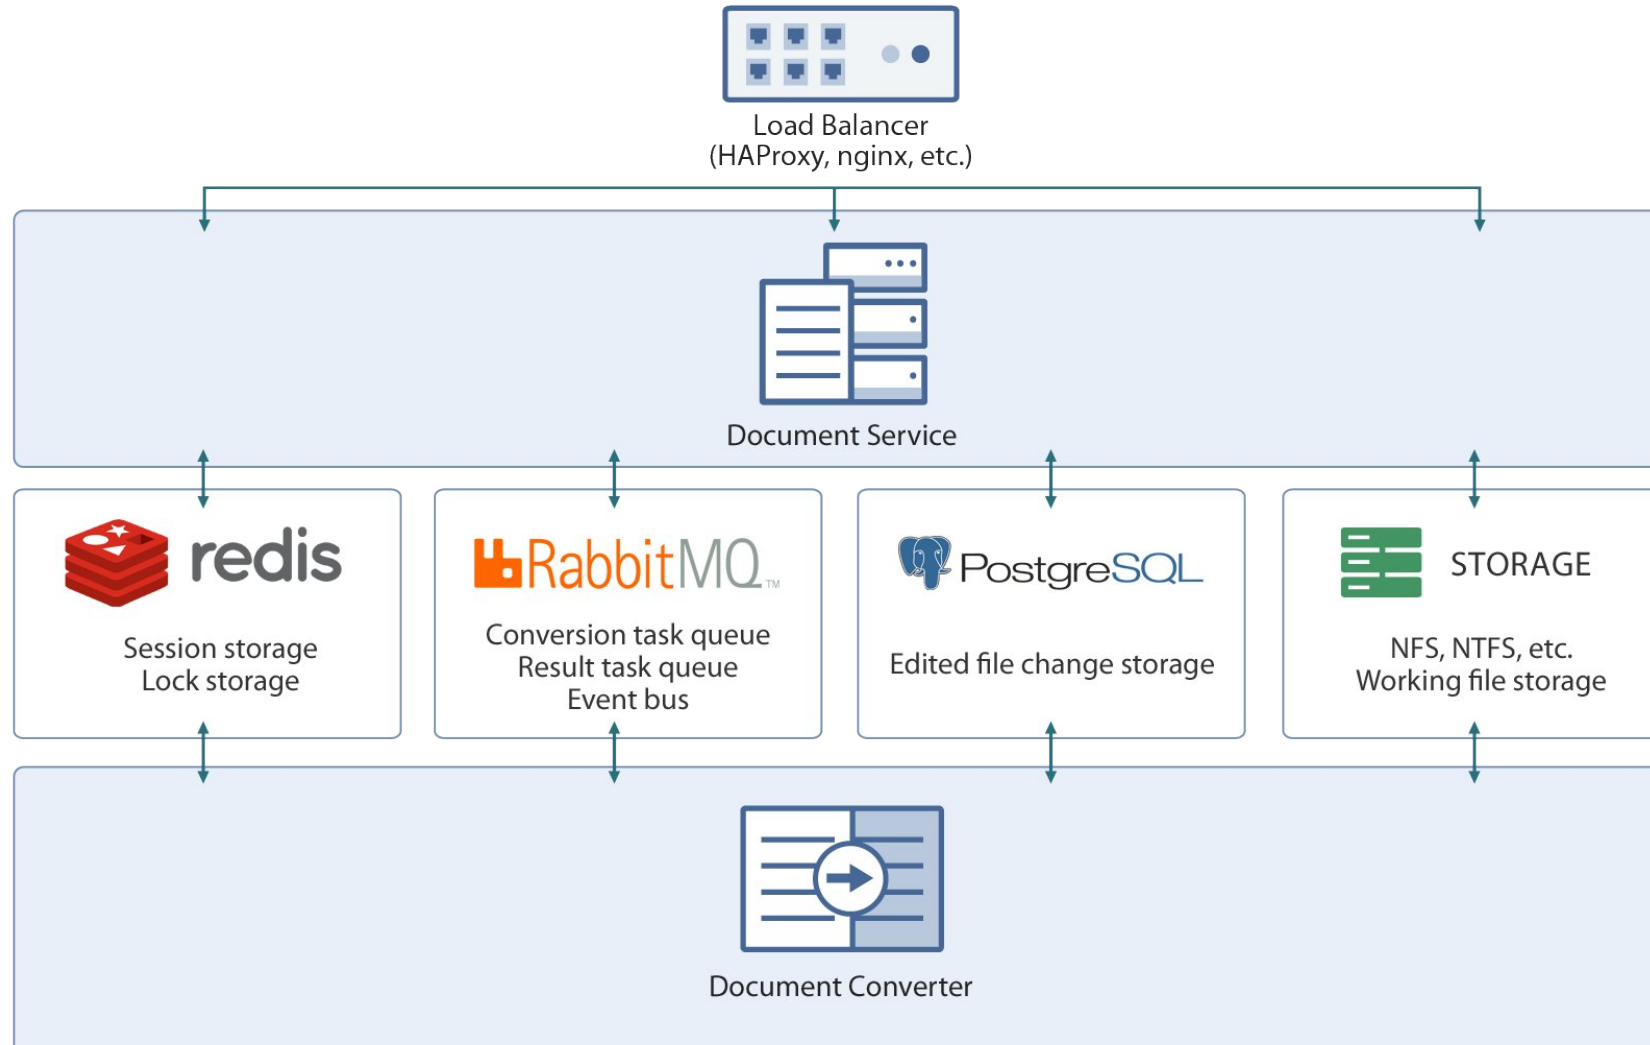 Load Balancer
(HAProxy, nginx, etc.)
Document Service
redis
Session storage
Lock storage
RabbitMQ™
Conversion task queue
Result task queue
Event bus
PostgreSQL
Edited file change storage
STORAGE
NFS, NTFS, etc.
Working file storage
Document Converter